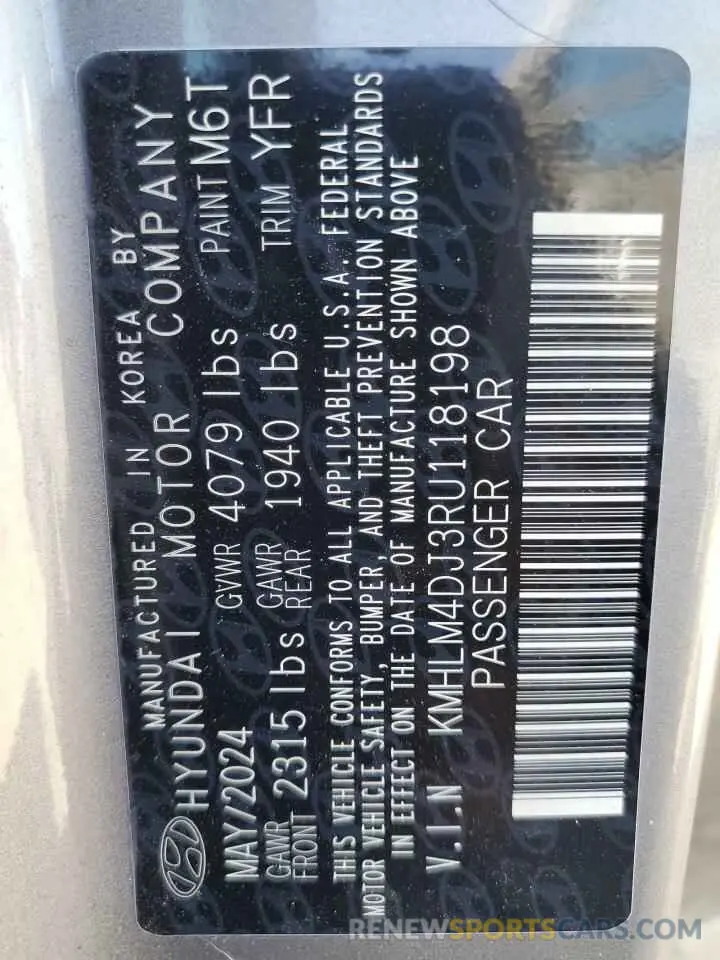 MANUFACTURED IN KOREA BY
HYUNDAI MOTOR COMPANY
MAY/2024 GVWR 4079 lbs PAINT M6T
GAWR FRONT 2315 lbs GAWR REAR 1940 lbs TRIM YFR
THIS VEHICLE CONFORMS TO ALL APPLICABLE U.S.A. FEDERAL
MOTOR VEHICLE SAFETY, BUMPER, AND THEFT PREVENTION STANDARDS
IN EFFECT ON THE DATE OF MANUFACTURE SHOWN ABOVE
V.I.N KMHLM4DJ3RU118198
PASSENGER CAR
RENEWSPORTSCARS.COM